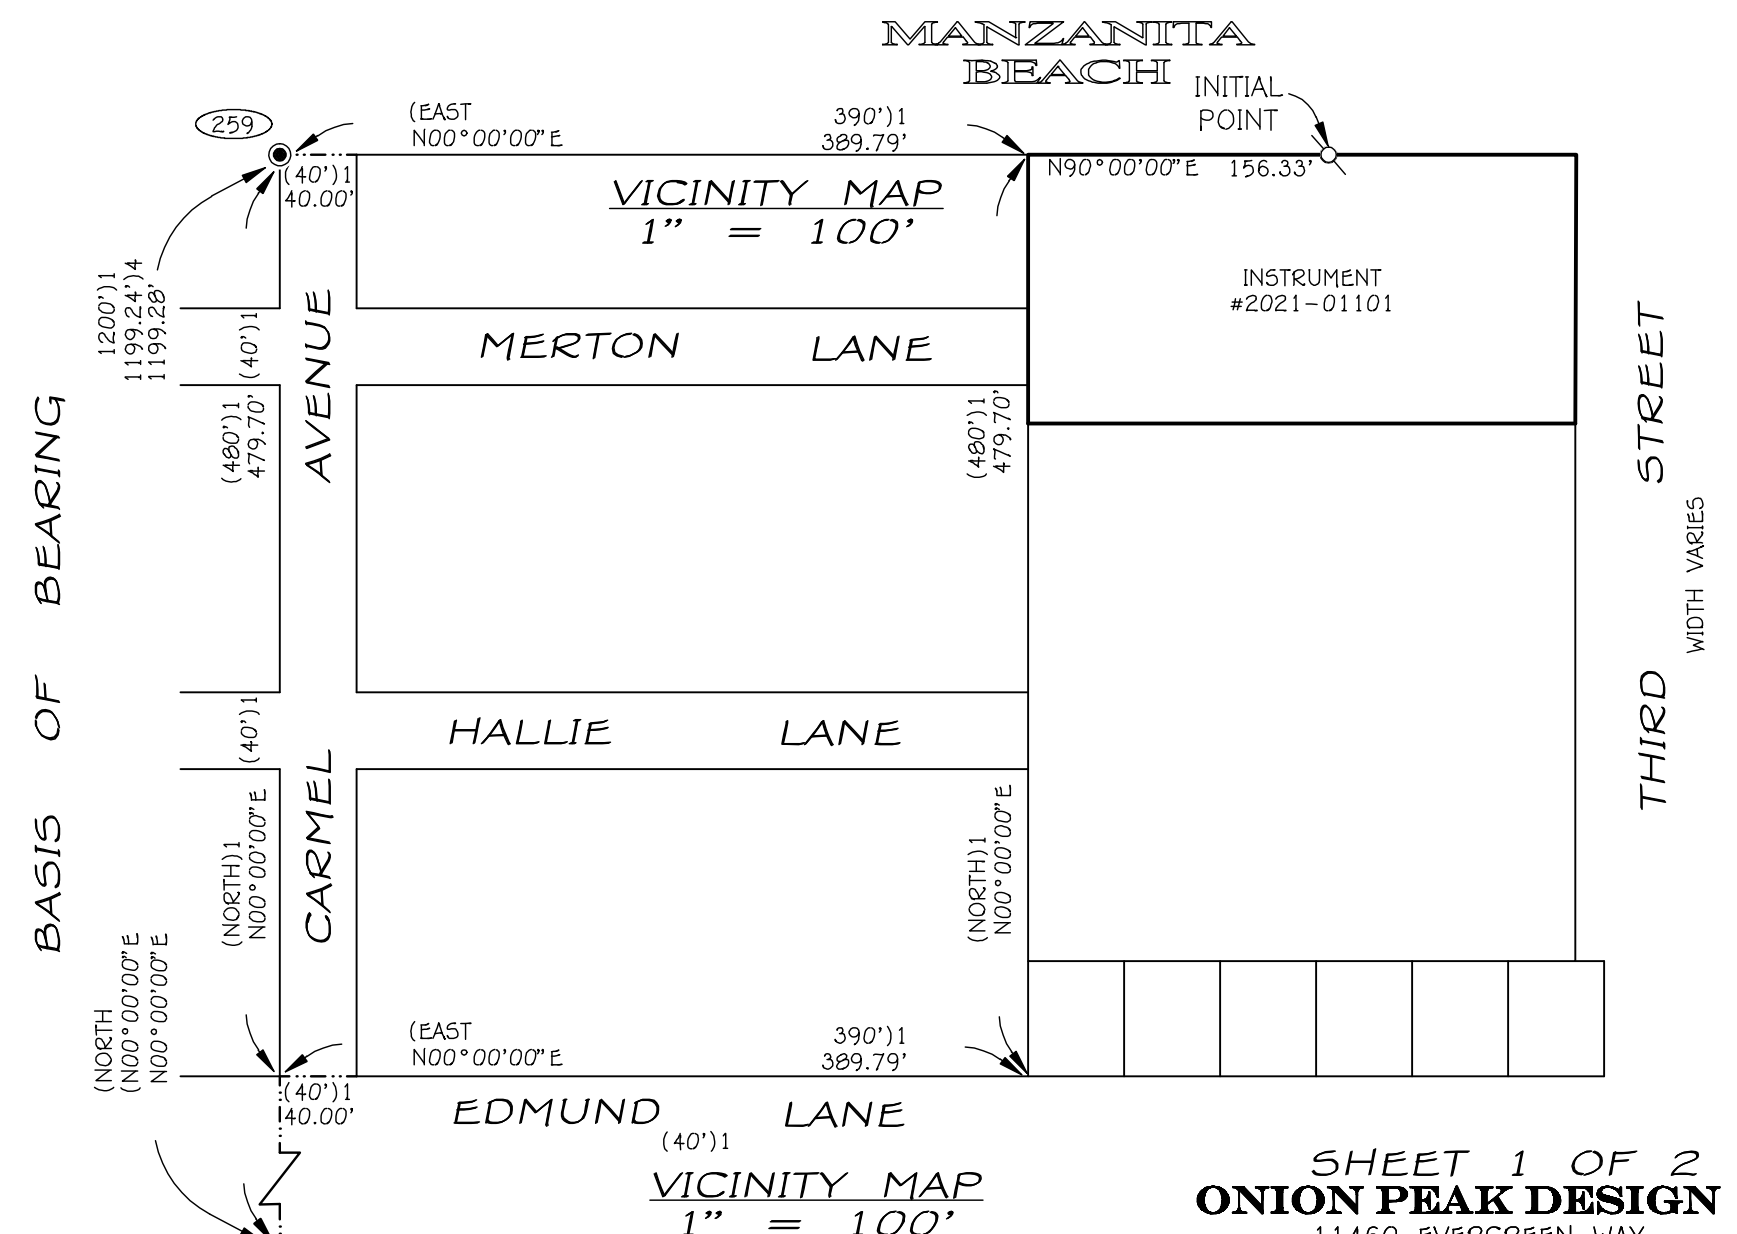 MANZANITA
BEACH
INITIAL
POINT
259
(EAST
N00°00'00"E
390')1
389.79'
(40')1
40.00'
N90°00'00"E 156.33'
VICINITY MAP
1" = 100'
INSTRUMENT
#2021-01101
1200')1
1199.24')4
1199.28'
(40')1
AVENUE
MERTON LANE
(480')1
479.70'
(480')1
479.70'
STREET
WIDTH VARIES
BASIS OF BEARING
(40')1
HALLIE LANE
THIRD
CARMEL
(NORTH)1
N00°00'00"E
(NORTH)1
N00°00'00"E
(NORTH
(N00°00'00"E
N00°00'00"E
(EAST
N00°00'00"E
390')1
389.79'
(40')1
40.00'
EDMUND LANE
(40')1
VICINITY MAP
1" = 100'
SHEET 1 OF 2
ONION PEAK DESIGN
11460 EVERGREEN WAY